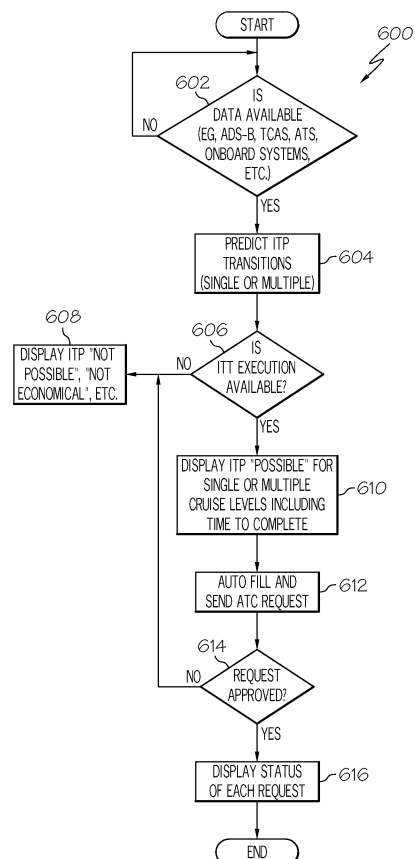 START
600
602
IS
DATA AVAILABLE
(EG, ADS-B, TCAS, ATS,
ONBOARD SYSTEMS,
ETC.)
NO
YES
PREDICT ITP
TRANSITIONS
(SINGLE OR MULTIPLE)
604
606
IS
ITT EXECUTION
AVAILABLE?
NO
608
DISPLAY ITP "NOT
POSSIBLE", "NOT
ECONOMICAL", ETC.
YES
DISPLAY ITP "POSSIBLE" FOR
SINGLE OR MULTIPLE
CRUISE LEVELS INCLUDING
TIME TO COMPLETE
610
AUTO FILL AND
SEND ATC REQUEST
612
614
REQUEST
APPROVED?
NO
YES
DISPLAY STATUS
OF EACH REQUEST
616
END